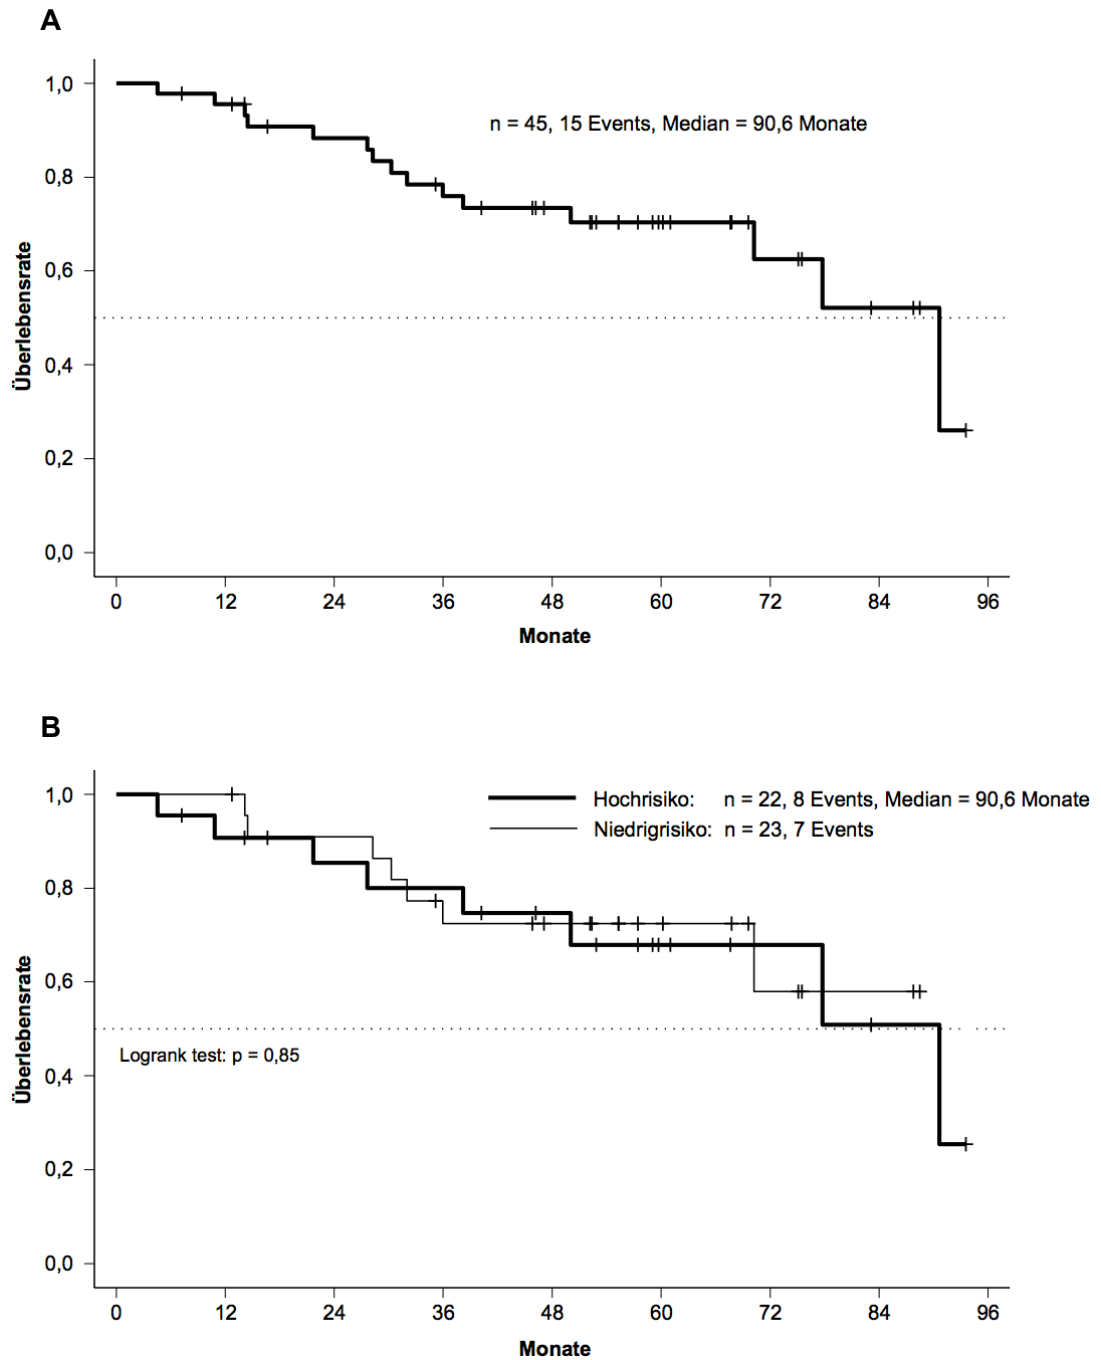 A
1,0
0,8
0,6
0,4
0,2
0,0
Überlebensrate
n = 45, 15 Events, Median = 90,6 Monate
0 12 24 36 48 60 72 84 96
Monate
B
1,0
0,8
0,6
0,4
0,2
0,0
Überlebensrate
Hochrisiko: n = 22, 8 Events, Median = 90,6 Monate
Niedrigrisiko: n = 23, 7 Events
Logrank test: p = 0,85
0 12 24 36 48 60 72 84 96
Monate